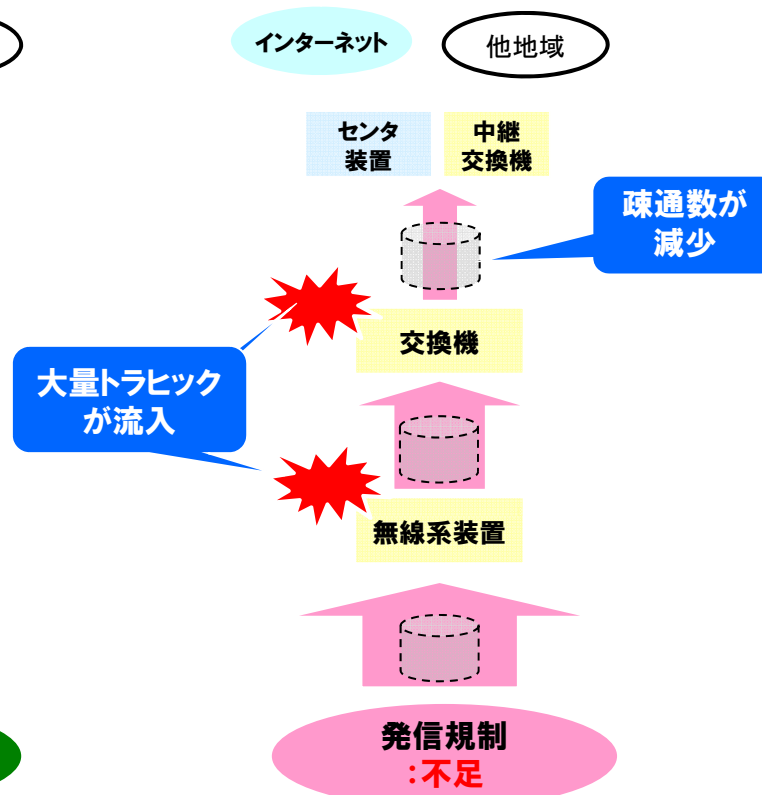 インターネット
他地域
センタ
装置
中継
交換機
疎通数が
減少
交換機
大量トラヒック
が流入
無線系装置
発信規制
:不足